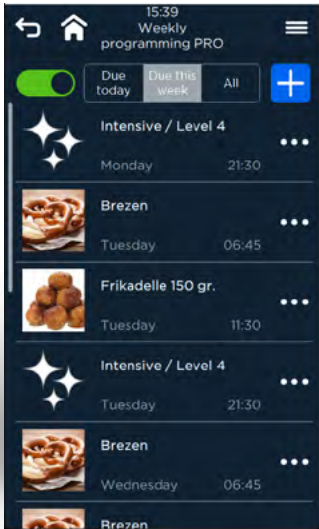 15:39
Weekly
programming PRO
Due today
Due this week
All
Intensive / Level 4
Monday 21:30
Brezen
Tuesday 06:45
Frikadelle 150 gr.
Tuesday 11:30
Intensive / Level 4
Tuesday 21:30
Brezen
Wednesday 06:45
Brezen